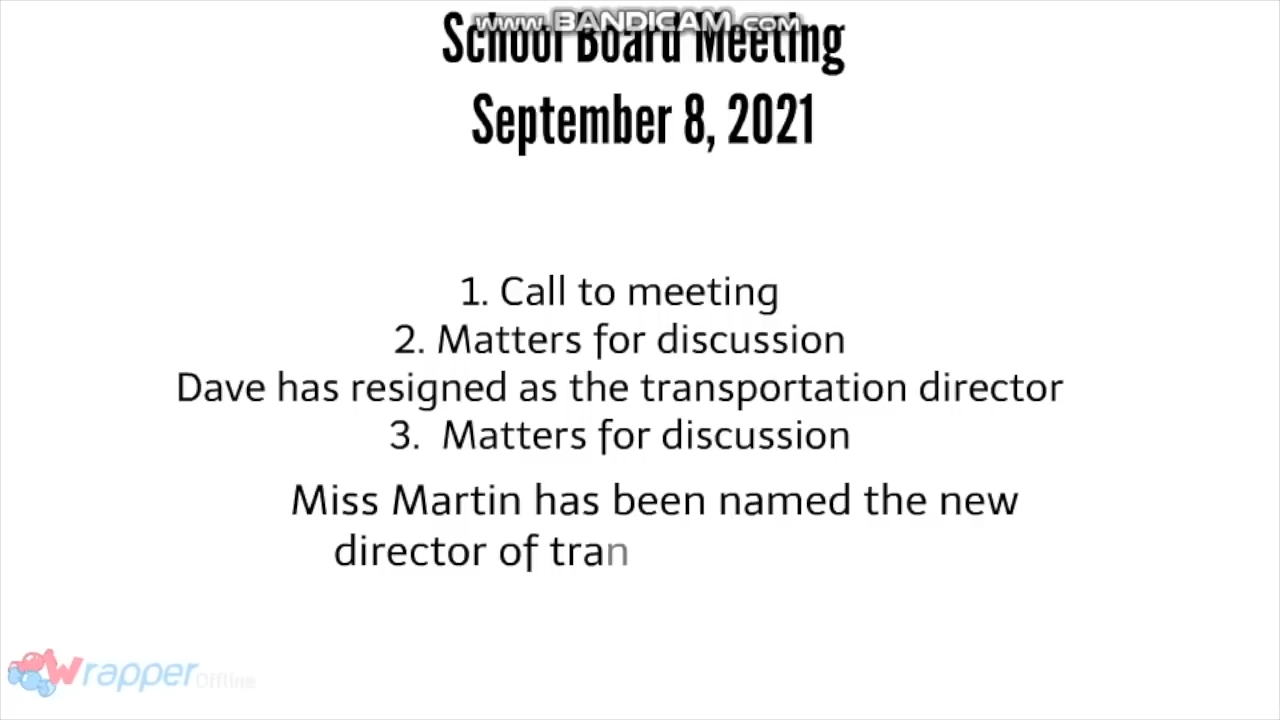 www.BANDICAM.com
School Board Meeting
September 8, 2021
1. Call to meeting
2. Matters for discussion
Dave has resigned as the transportation director
3. Matters for discussion
Miss Martin has been named the new
director of tran
Wrapper Offline